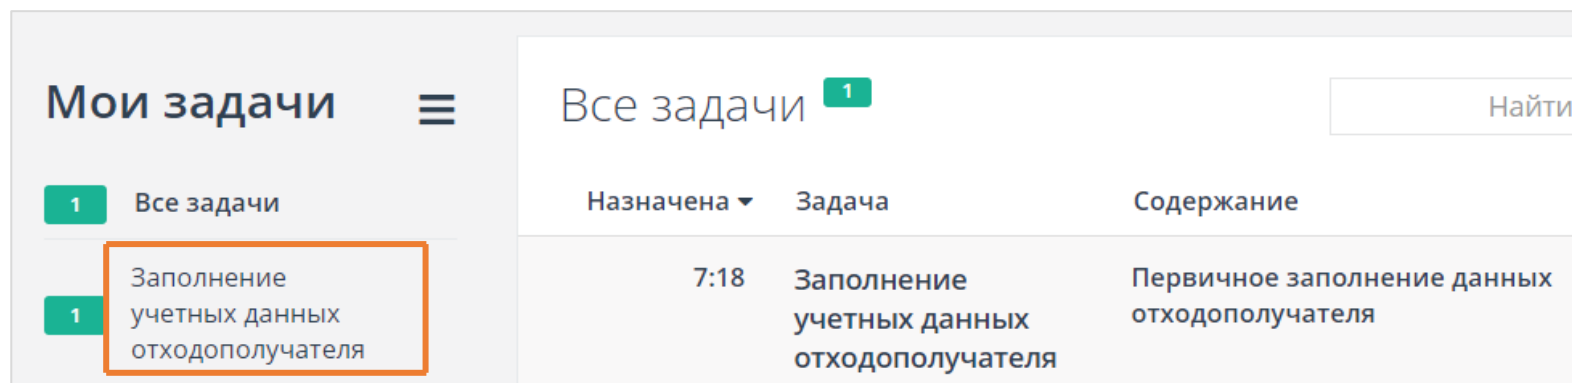 Мои задачи
1 Все задачи
1 Заполнение
учетных данных
отходополучателя
Все задачи 1
Найти
Назначена Задача Содержание
7:18 Заполнение
учетных данных
отходополучателя
Первичное заполнение данных
отходополучателя